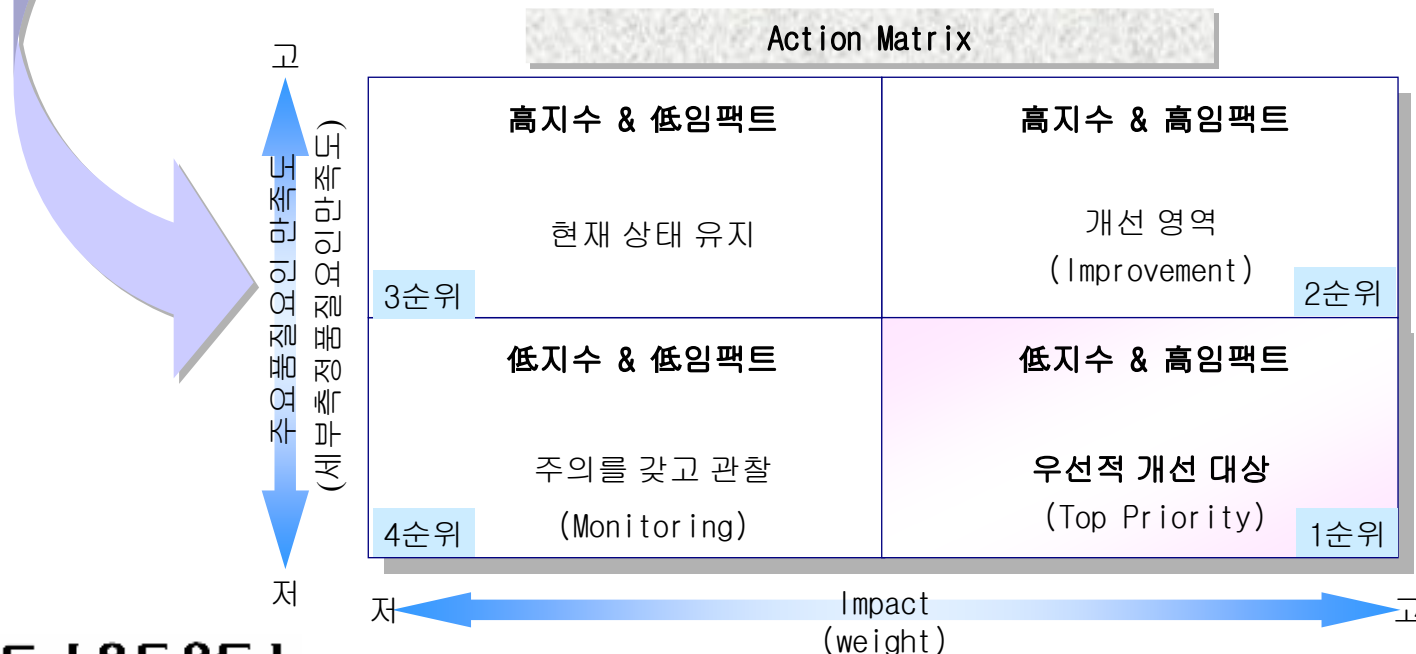 Action Matrix
고
주요품질요인 만족도
(세부측정품질요인만족도)
저
高지수 & 低임팩트
현재 상태 유지
3순위
高지수 & 高임팩트
개선 영역
(Improvement)
2순위
低지수 & 低임팩트
주의를 갖고 관찰
(Monitoring)
4순위
低지수 & 高임팩트
우선적 개선 대상
(Top Priority)
1순위
저
Impact
(weight)
고